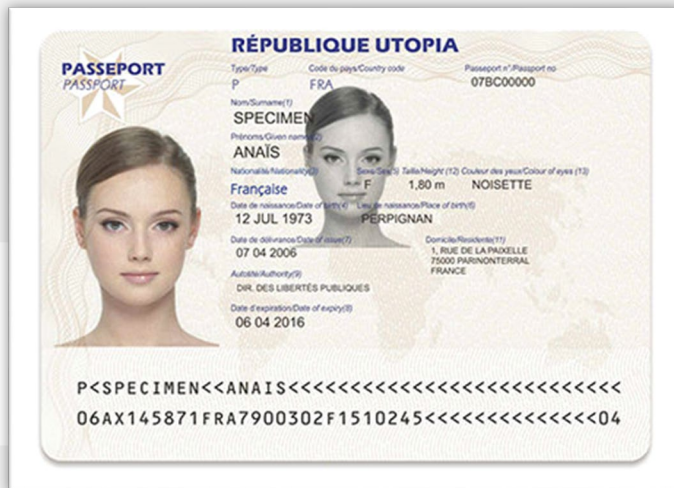 RÉPUBLIQUE UTOPIA
PASSEPORT
PASSPORT
Type/Type Code du pays/Country code Passeport n°/Passport no
P FRA 07BC00000
Nom/Surname(1)
SPECIMEN
Prénoms/Given name(2)
ANAÏS
Nationalité/Nationality(3) Sexe/Sex(5) Taille/Height (12) Couleur des yeux/Colour of eyes (13)
Française F 1,80 m NOISETTE
Date de naissance/Date of birth(4) Lieu de naissance/Place of birth(6)
12 JUL 1973 PERPIGNAN
Date de délivrance/Date of issue(7) Domicile/Residence(11)
07 04 2006 1, RUE DE LA PAIXELLE
75000 PARINONTERRAL
FRANCE
Autorité/Authority(9)
DIR. DES LIBERTÉS PUBLIQUES
Date d'expiration/Date of expiry(8)
06 04 2016
P<SPECIMEN<<ANAIS<<<<<<<<<<<<<<<<<<<<<<<<<<<
06AX145871FRA7900302F1510245<<<<<<<<<<<<<<04